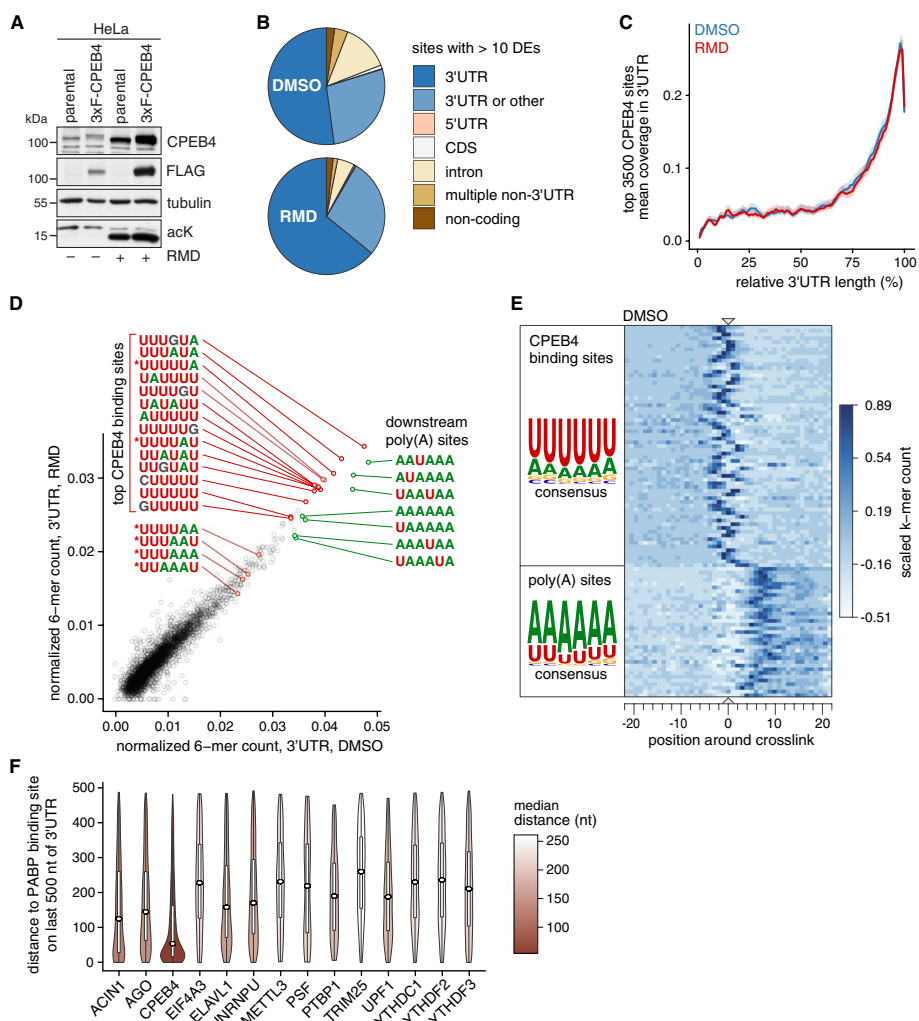 A
HeLa
parental
3xF-CPEB4
parental
3xF-CPEB4
kDa
100
CPEB4
100
FLAG
55
tubulin
15
acK
– – + + RMD
B
DMSO
RMD
sites with > 10 DEs
3'UTR
3'UTR or other
5'UTR
CDS
intron
multiple non-3'UTR
non-coding
C
DMSO
RMD
top 3500 CPEB4 sites
mean coverage in 3'UTR
0.2
0.1
0.0
1 25 50 75 100
relative 3'UTR length (%)
D
top CPEB4 binding sites
UUUGUA
UUUAUA
*UUUUUA
UAUUUU
UUUUGU
UAUAUU
AUUUUU
UUUUUG
*UUUUAU
UUAUAU
UUGUAU
CUUUUU
UUUUUU
GUUUUU
*UUUUAA
*UUUAAU
*UUUAAA
*UUAAAU
downstream
poly(A) sites
AAUAAA
AUAAAA
UAAUAA
AAAAAA
UAAAAA
AAAUAA
UAAAUA
normalized 6-mer count, 3'UTR, RMD
0.03
0.02
0.01
0.00
0.00 0.01 0.02 0.03 0.04 0.05
normalized 6-mer count, 3'UTR, DMSO
E
DMSO
CPEB4
binding sites
UUUUUU
AAAAAA
consensus
poly(A) sites
AAAAAA
UUUUUU
consensus
0.89
0.54
0.19
-0.16
-0.51
scaled k-mer count
-20 -10 0 10 20
position around crosslink
F
distance to PABP binding site
on last 500 nt of 3'UTR
500
400
300
200
100
0
ACIN1
AGO
CPEB4
EIF4A3
ELAVL1
HNRNPU
METTL3
PSF
PTBP1
TRIM25
UPF1
YTHDC1
YTHDF2
YTHDF3
median
distance (nt)
250
200
150
100